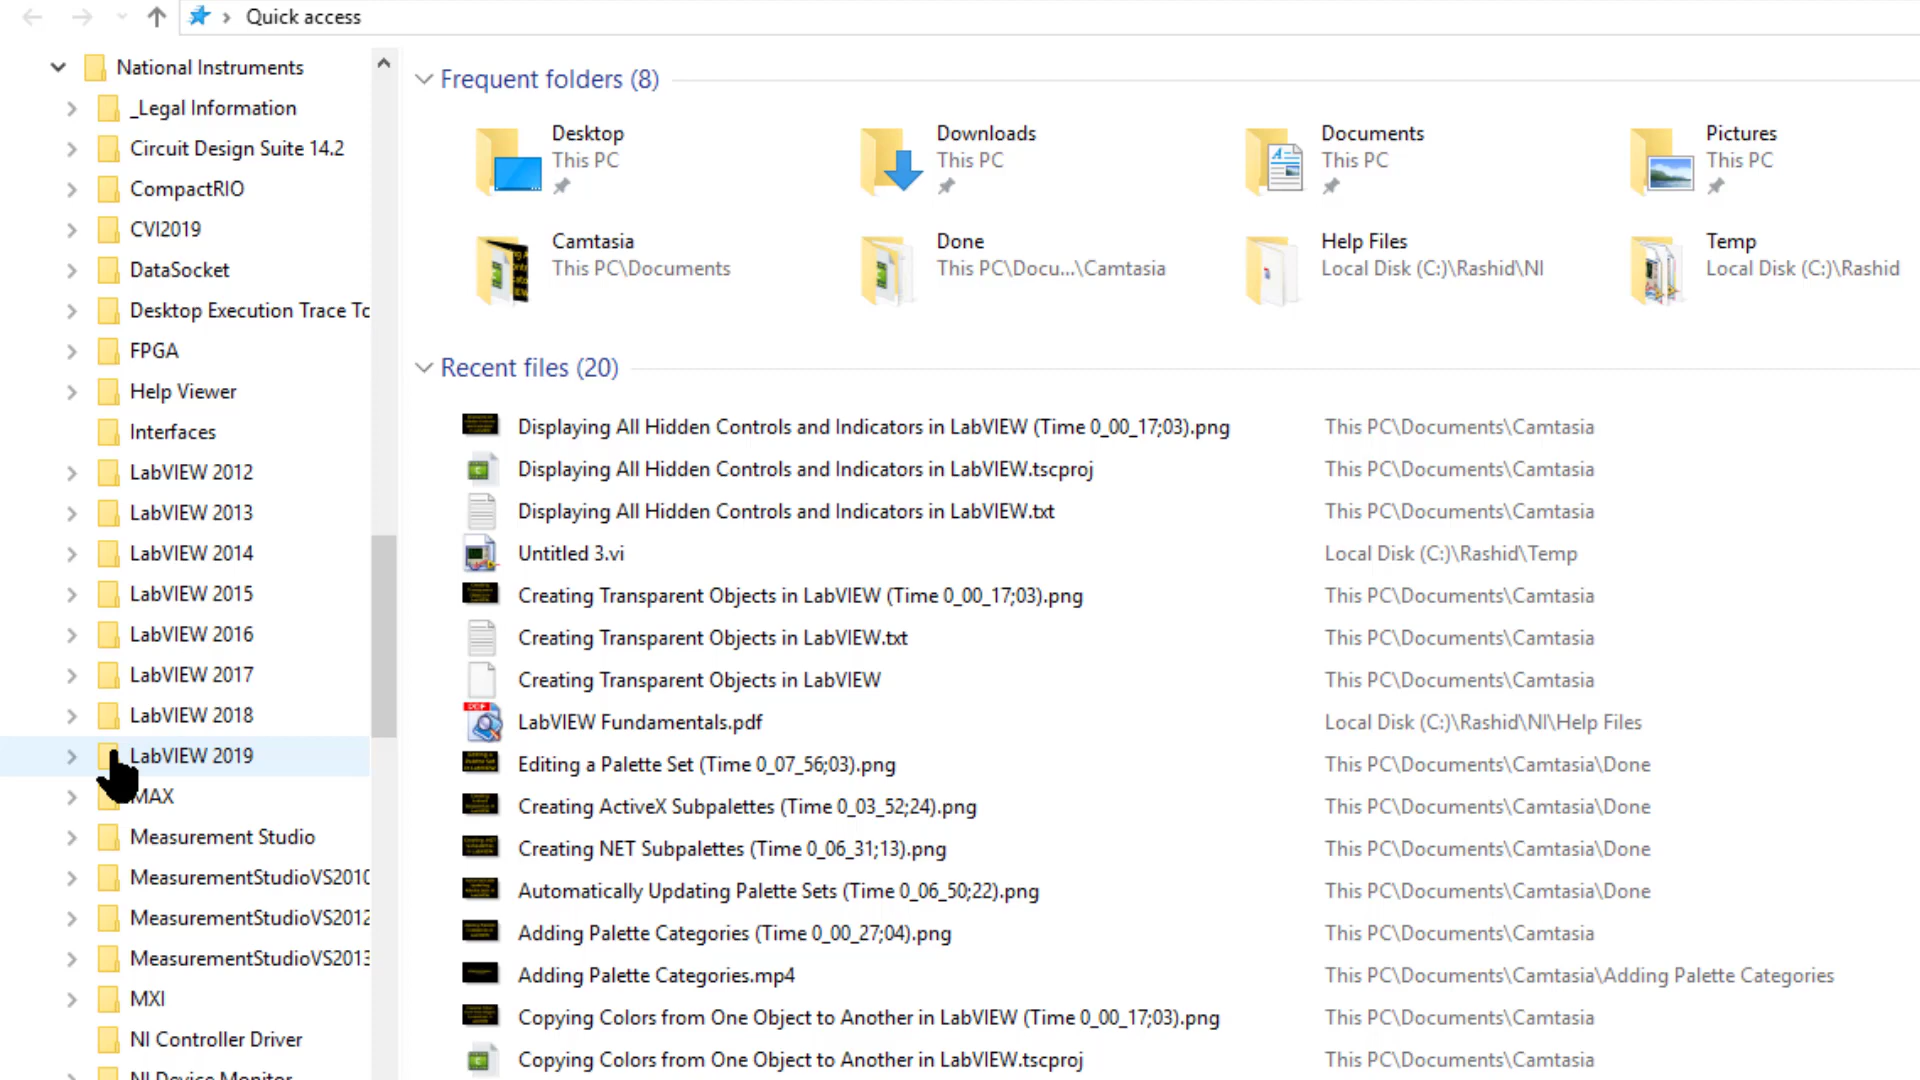 Quick access
National Instruments
_Legal Information
Circuit Design Suite 14.2
CompactRIO
CVI2019
DataSocket
Desktop Execution Trace Tc
FPGA
Help Viewer
Interfaces
LabVIEW 2012
LabVIEW 2013
LabVIEW 2014
LabVIEW 2015
LabVIEW 2016
LabVIEW 2017
LabVIEW 2018
LabVIEW 2019
MAX
Measurement Studio
MeasurementStudioVS2010
MeasurementStudioVS2012
MeasurementStudioVS2013
MXI
NI Controller Driver
NI Device Monitor
Frequent folders (8)
Desktop
This PC
Downloads
This PC
Documents
This PC
Pictures
This PC
Camtasia
This PC\Documents
Done
This PC\Docu...\Camtasia
Help Files
Local Disk (C:)\Rashid\NI
Temp
Local Disk (C:)\Rashid
Recent files (20)
Displaying All Hidden Controls and Indicators in LabVIEW (Time 0_00_17;03).png This PC\Documents\Camtasia
Displaying All Hidden Controls and Indicators in LabVIEW.tscproj This PC\Documents\Camtasia
Displaying All Hidden Controls and Indicators in LabVIEW.txt This PC\Documents\Camtasia
Untitled 3.vi Local Disk (C:)\Rashid\Temp
Creating Transparent Objects in LabVIEW (Time 0_00_17;03).png This PC\Documents\Camtasia
Creating Transparent Objects in LabVIEW.txt This PC\Documents\Camtasia
Creating Transparent Objects in LabVIEW This PC\Documents\Camtasia
LabVIEW Fundamentals.pdf Local Disk (C:)\Rashid\NI\Help Files
Editing a Palette Set (Time 0_07_56;03).png This PC\Documents\Camtasia\Done
Creating ActiveX Subpalettes (Time 0_03_52;24).png This PC\Documents\Camtasia\Done
Creating NET Subpalettes (Time 0_06_31;13).png This PC\Documents\Camtasia\Done
Automatically Updating Palette Sets (Time 0_06_50;22).png This PC\Documents\Camtasia\Done
Adding Palette Categories (Time 0_00_27;04).png This PC\Documents\Camtasia
Adding Palette Categories.mp4 This PC\Documents\Camtasia\Adding Palette Categories
Copying Colors from One Object to Another in LabVIEW (Time 0_00_17;03).png This PC\Documents\Camtasia
Copying Colors from One Object to Another in LabVIEW.tscproj This PC\Documents\Camtasia